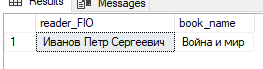 Results Messages
reader_FIO book_name
1 Иванов Петр Сергеевич Война и мир